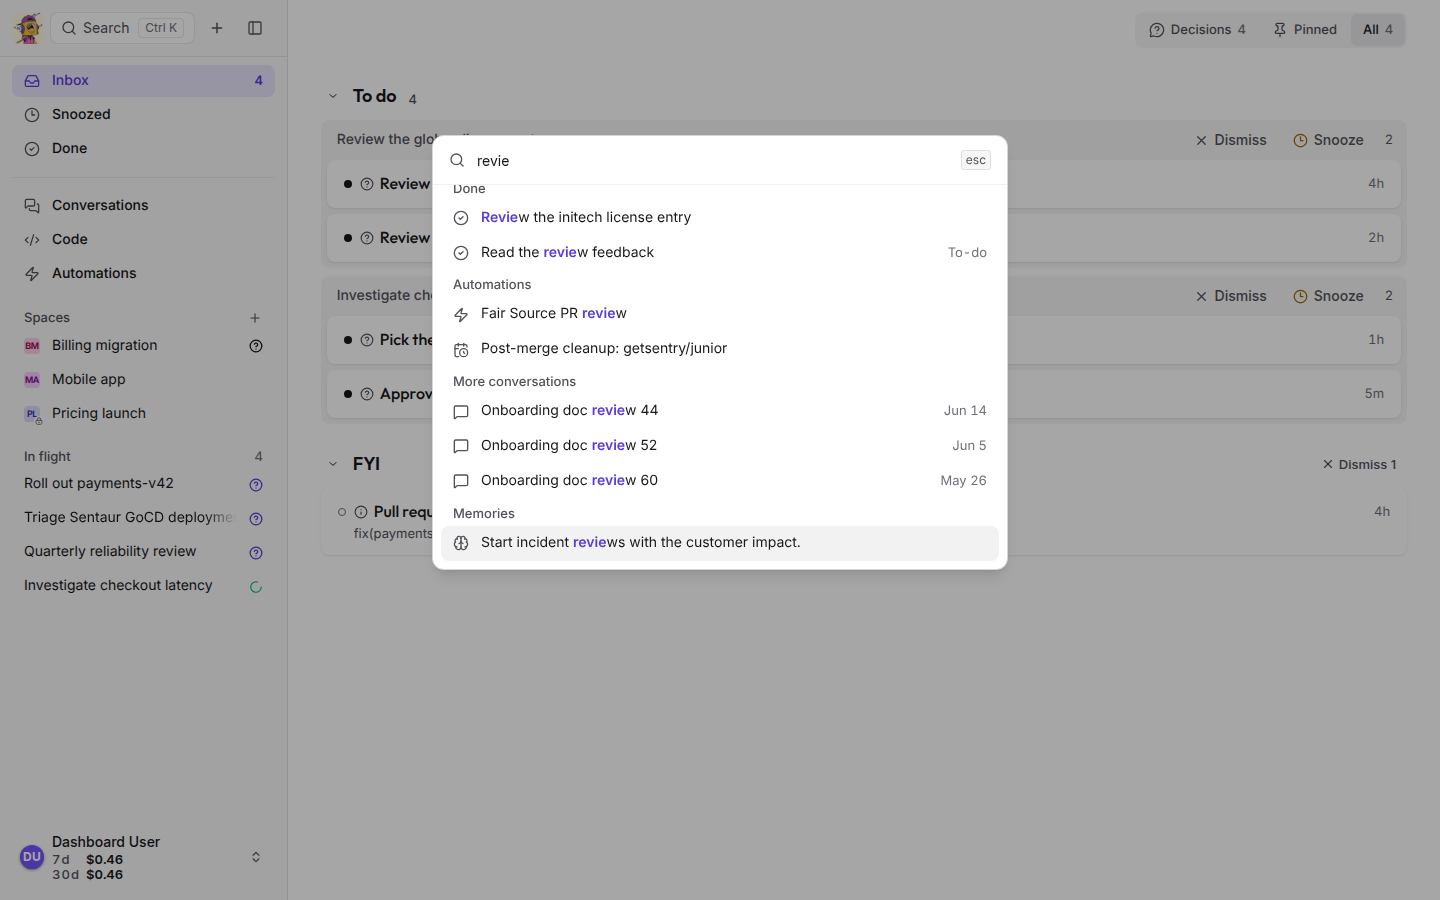 Search Ctrl K
Inbox 4
Snoozed
Done
Conversations
Code
Automations
Spaces
BM Billing migration
MA Mobile app
PL Pricing launch
In flight 4
Roll out payments-v42
Triage Sentaur GoCD deployme
Quarterly reliability review
Investigate checkout latency
DU Dashboard User
7d $0.46
30d $0.46
Decisions 4 Pinned All 4
To do 4
Review the glo Dismiss Snooze 2
Review 4h
Review 2h
Investigate che Dismiss Snooze 2
Pick the 1h
Approv 5m
FYI Dismiss 1
Pull requ 4h
fix(payments
revie esc
Done
Review the initech license entry
Read the review feedback To-do
Automations
Fair Source PR review
Post-merge cleanup: getsentry/junior
More conversations
Onboarding doc review 44 Jun 14
Onboarding doc review 52 Jun 5
Onboarding doc review 60 May 26
Memories
Start incident reviews with the customer impact.